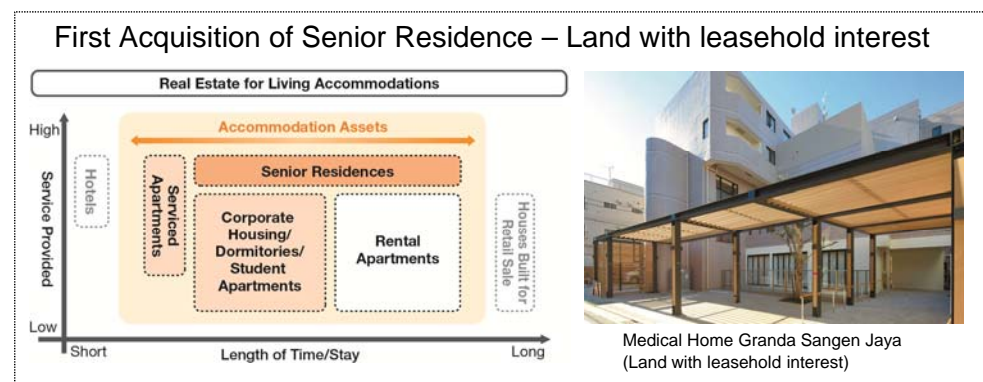 First Acquisition of Senior Residence – Land with leasehold interest
Real Estate for Living Accommodations
High
Service Provided
Low
Hotels
Accommodation Assets
Serviced
Apartments
Senior Residences
Corporate
Housing/
Dormitories/
Student
Apartments
Rental
Apartments
Houses Built for
Retail Sale
Short
Length of Time/Stay
Long
Medical Home Granda Sangen Jaya
(Land with leasehold interest)